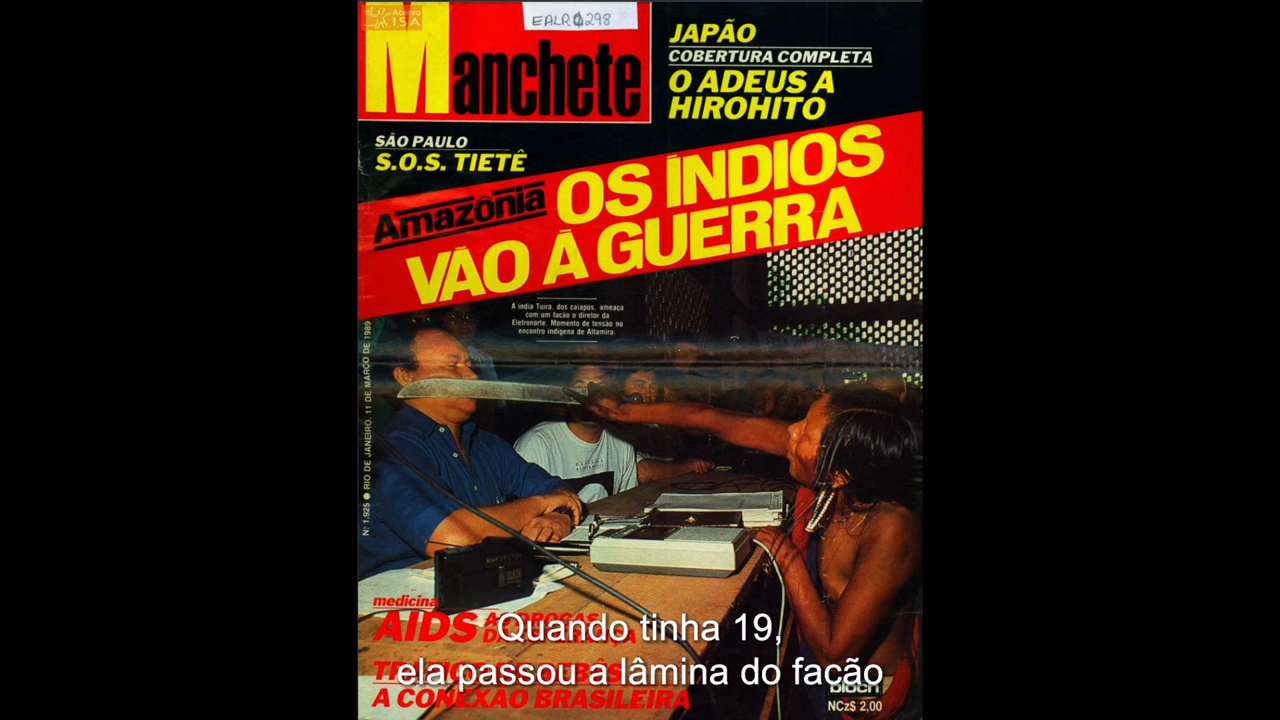 Acervo
ISA
EALRØ298
Manchete
JAPÃO
COBERTURA COMPLETA
O ADEUS A
HIROHITO
SÃO PAULO
S.O.S. TIETÊ
Amazônia
OS ÍNDIOS
VÃO À GUERRA
A índia Tuíra, dos caiapós, ameaça
com um facão o diretor da
Eletronorte. Momento de tensão no
encontro indígena de Altamira.
Nº 1.925 ● RIO DE JANEIRO, 11 DE MARÇO DE 1989
medicina
AIDS
A CONEXÃO BRASILEIRA
Bloch
NCz$ 2,00
Quando tinha 19,
ela passou a lâmina do facão